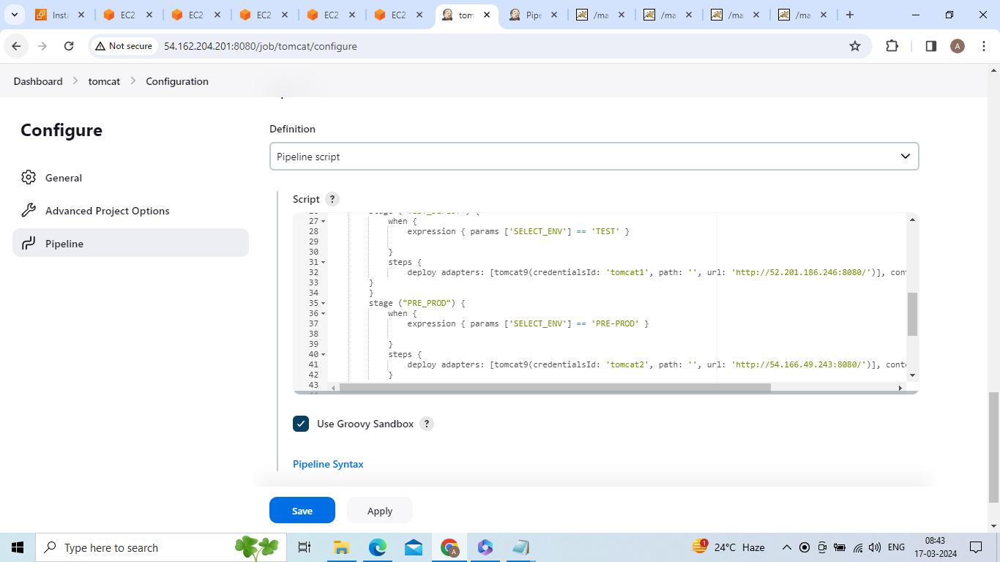 Insta
EC2
EC2
EC2
EC2
EC2
tom
Pipe
/ma
/ma
/ma
/ma
Not secure
54.162.204.201:8080/job/tomcat/configure
A
Dashboard
tomcat
Configuration
Configure
General
Advanced Project Options
Pipeline
Definition
Pipeline script
Script ?
27 when {
28 expression { params ['SELECT_ENV'] == 'TEST' }
29
30 }
31 steps {
32 deploy adapters: [tomcat9(credentialsId: 'tomcat1', path: '', url: 'http://52.201.186.246:8080/')], con
33 }
34 }
35 stage ("PRE_PROD") {
36 when {
37 expression { params ['SELECT_ENV'] == 'PRE-PROD' }
38
39 }
40 steps {
41 deploy adapters: [tomcat9(credentialsId: 'tomcat2', path: '', url: 'http://54.166.49.243:8080/')], cont
42 }
43
Use Groovy Sandbox ?
Pipeline Syntax
Save
Apply
Type here to search
A
1
24°C Haze
ENG
08:43
17-03-2024